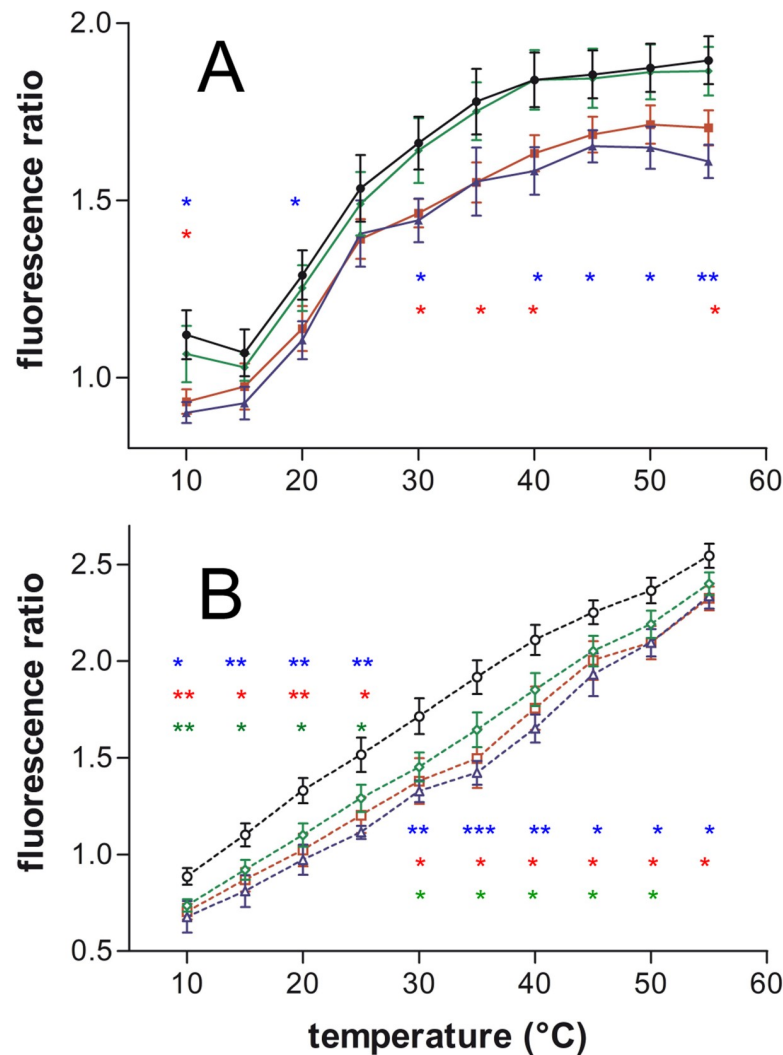 2.0
A
fluorescence ratio
* *
*
1.5
* * * * **
* * * *
1.0
10 20 30 40 50 60
2.5
B
fluorescence ratio
2.0
* ** ** **
** * ** *
** * * *
1.5
1.0
** *** ** * * *
* * * * * *
* * * * *
0.5
10 20 30 40 50 60
temperature (°C)